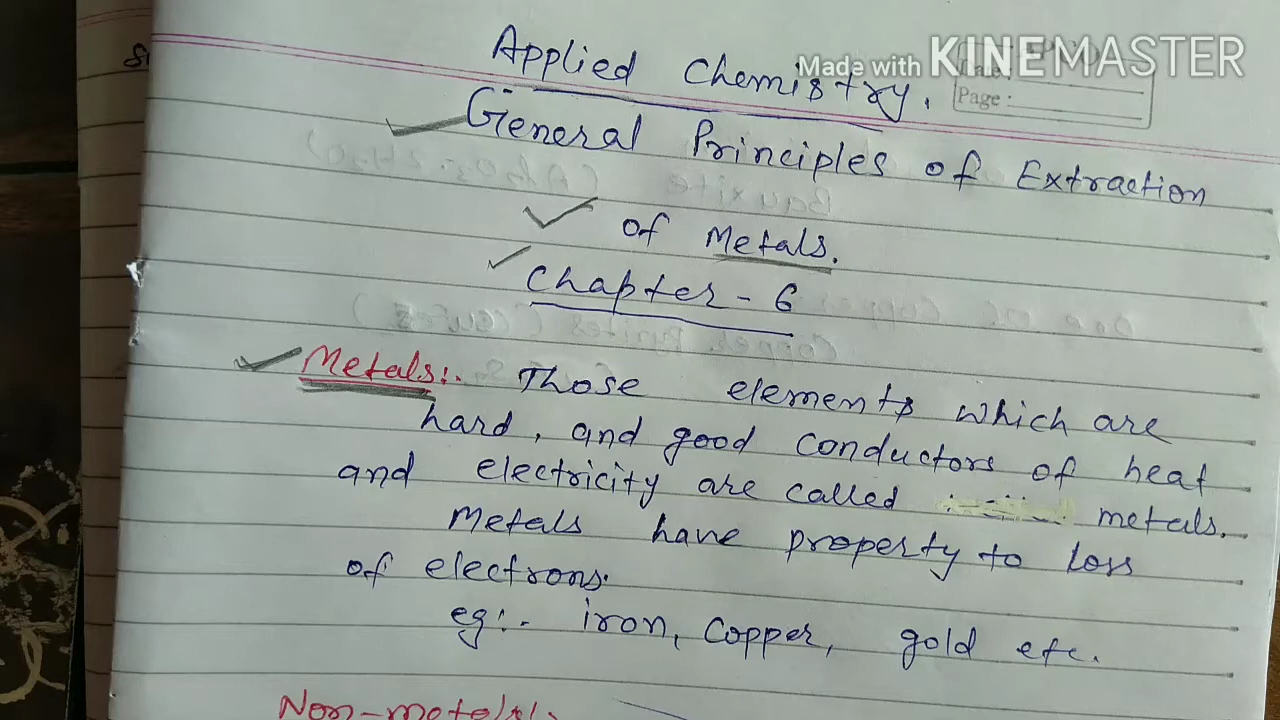 Applied Chemistry.
Made with KINEMASTER
Page:
General Principles of Extraction
of Metals.
Chapter - 6
Metals:. Those elements which are
hard, and good conductors of heat
and electricity are called metals.
Metals have property to loss
of electrons.
eg:. iron, Copper, gold etc.
Non-metals: